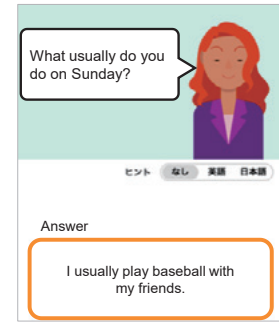 What usually do you
do on Sunday?
ヒント なし 英語 日本語
Answer
I usually play baseball with
my friends.